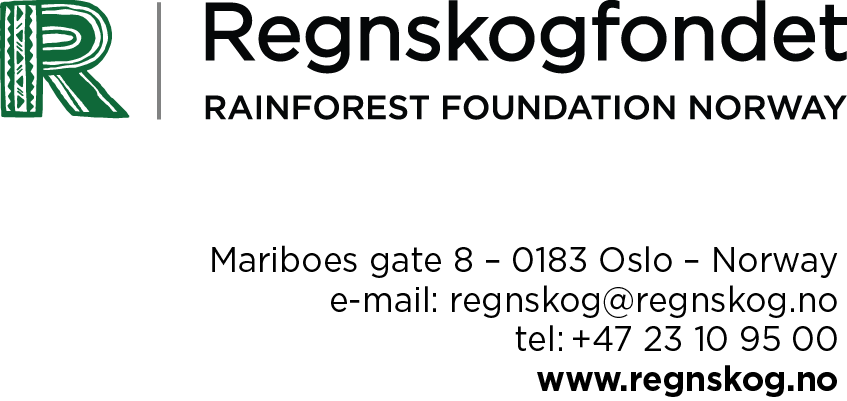 R
Regnskogfondet
RAINFOREST FOUNDATION NORWAY
Mariboes gate 8 – 0183 Oslo – Norway
e-mail: regnskog@regnskog.no
tel: +47 23 10 95 00
www.regnskog.no